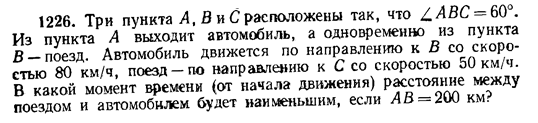 1226. Три пункта A, B и C расположены так, что ∠ABC=60°.
Из пункта A выходит автомобиль, а одновременно из пункта
B — поезд. Автомобиль движется по направлению к B со скоро-
стью 80 км/ч, поезд — по направлению к C со скоростью 50 км/ч.
В какой момент времени (от начала движения) расстояние между
поездом и автомобилем будет наименьшим, если AB=200 км?